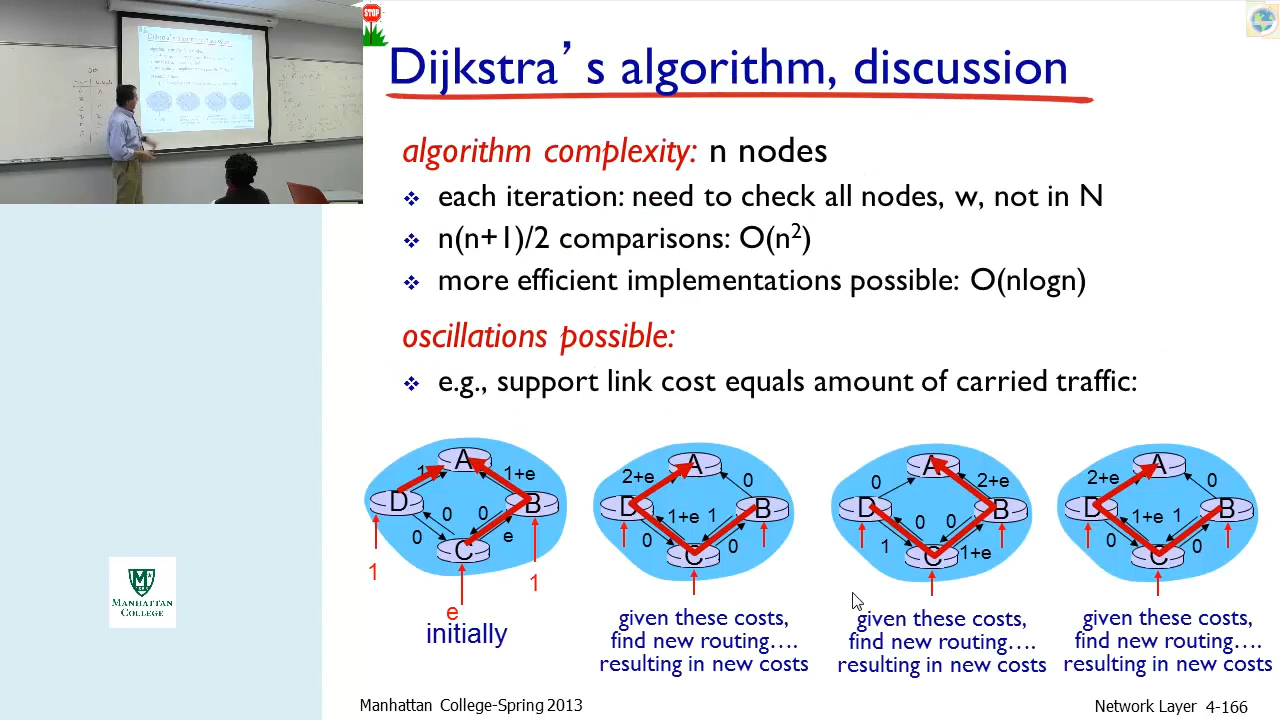 STOP
Dijkstra's algorithm, discussion
algorithm complexity: n nodes
each iteration: need to check all nodes, w, not in N
n(n+1)/2 comparisons: O(n²)
more efficient implementations possible: O(nlogn)
oscillations possible:
e.g., support link cost equals amount of carried traffic:
A
1
1+e
D
B
0
0
0
e
C
1
1
e
initially
A
2+e
0
D
B
1+e
1
0
0
C
given these costs,
find new routing….
resulting in new costs
A
0
2+e
D
B
0
0
1
1+e
C
given these costs,
find new routing….
resulting in new costs
A
2+e
0
D
B
1+e
1
0
0
C
given these costs,
find new routing….
resulting in new costs
MANHATTAN
COLLEGE
Manhattan College-Spring 2013
Network Layer 4-166